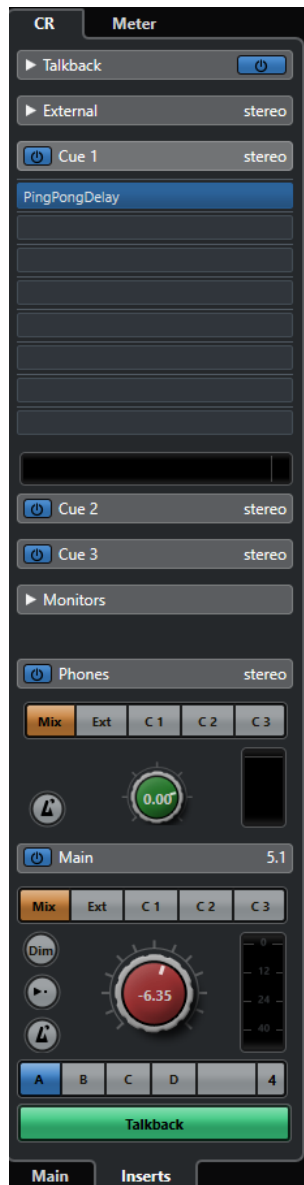 CR Meter
Talkback
External stereo
Cue 1 stereo
PingPongDelay
Cue 2 stereo
Cue 3 stereo
Monitors
Phones stereo
Mix Ext C 1 C 2 C 3
0.00
Main 5.1
Mix Ext C 1 C 2 C 3
Dim
0
12
-6.35
24
40
A B C D 4
Talkback
Main Inserts